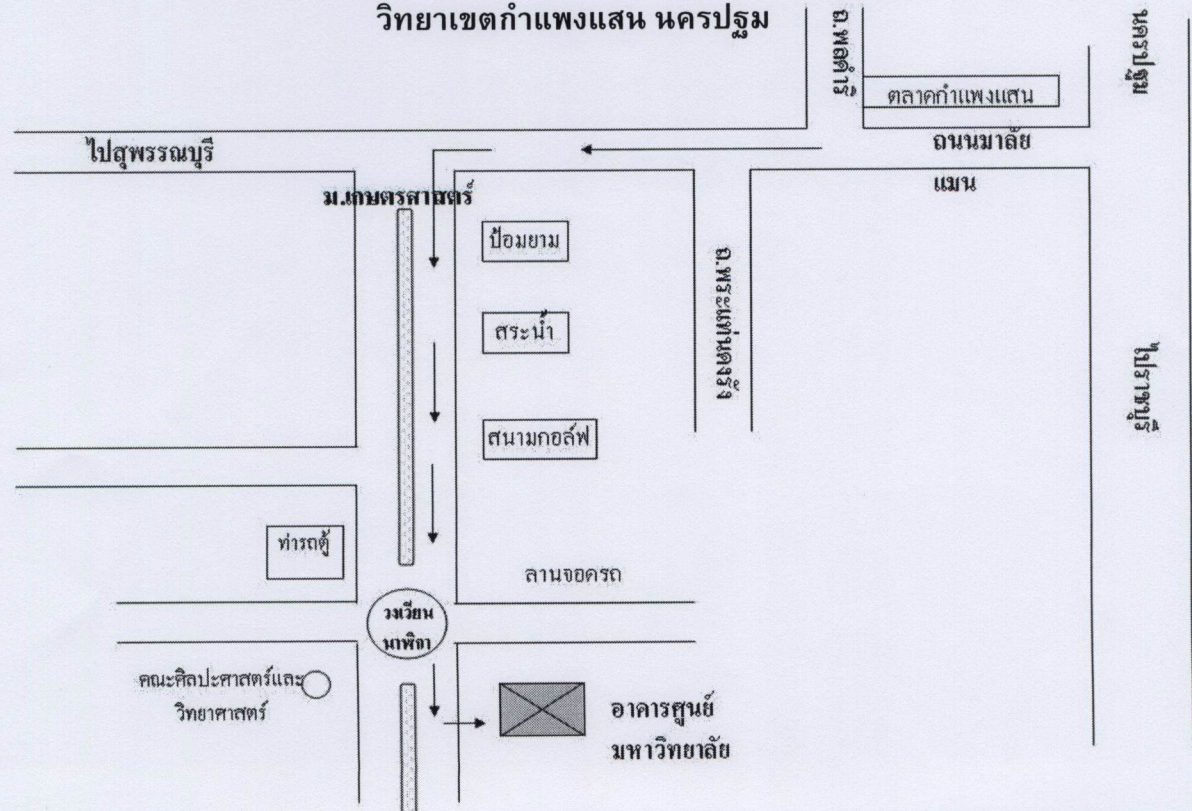 วิทยาเขตกำแพงแสน นครปฐม
ถ.พลดำริ
นครปฐม
ตลาดกำแพงแสน
ไปสุพรรณบุรี
ถนนมาลัย
แมน
ม.เกษตรศาสตร์
ป้อมยาม
ถ.พระแท่นดงรัง
สระน้ำ
ไปราชบุรี
สนามกอล์ฟ
ท่ารถตู้
ลานจอดรถ
วงเวียน
นาฬิกา
คณะศิลปะศาสตร์และ
วิทยาศาสตร์
อาคารศูนย์
มหาวิทยาลัย